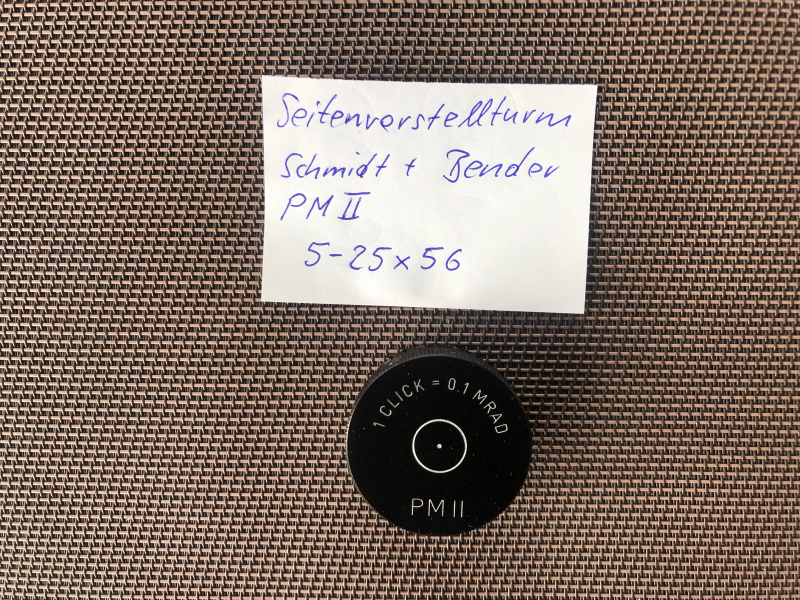 Seitenverstellturm
Schmidt + Bender
PM II
5-25x56
1 CLICK = 0.1 MRAD
PM II